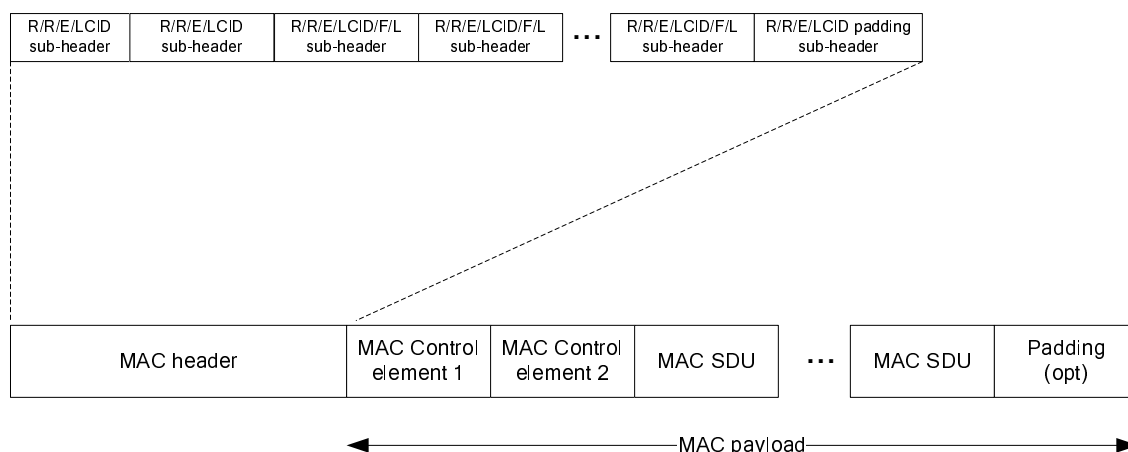 R/R/E/LCID
sub-header
R/R/E/LCID
sub-header
R/R/E/LCID/F/L
sub-header
R/R/E/LCID/F/L
sub-header
...
R/R/E/LCID/F/L
sub-header
R/R/E/LCID padding
sub-header
MAC header
MAC Control
element 1
MAC Control
element 2
MAC SDU
...
MAC SDU
Padding
(opt)
MAC payload